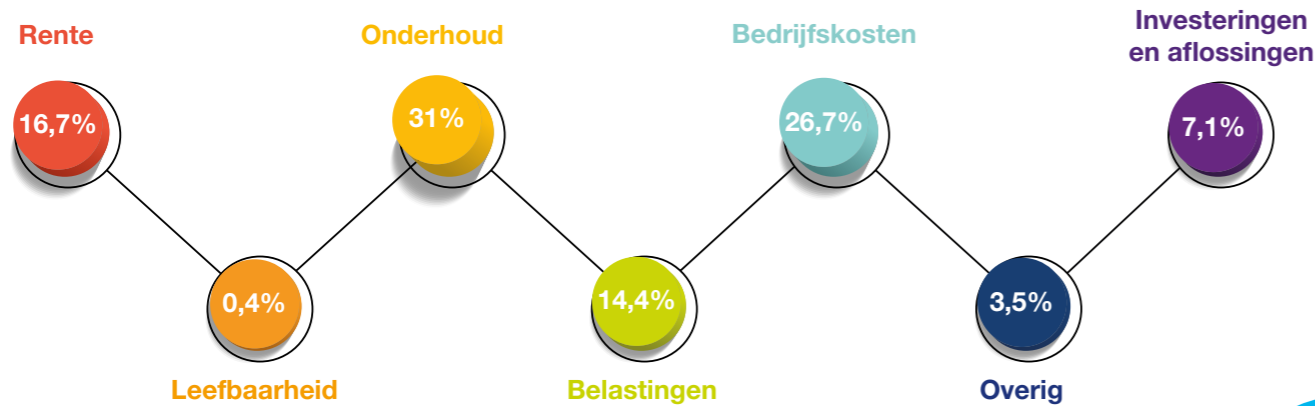 Rente
Onderhoud
Bedrijfskosten
Investeringen
en aflossingen
16,7%
31%
26,7%
7,1%
0,4%
14,4%
3,5%
Leefbaarheid
Belastingen
Overig